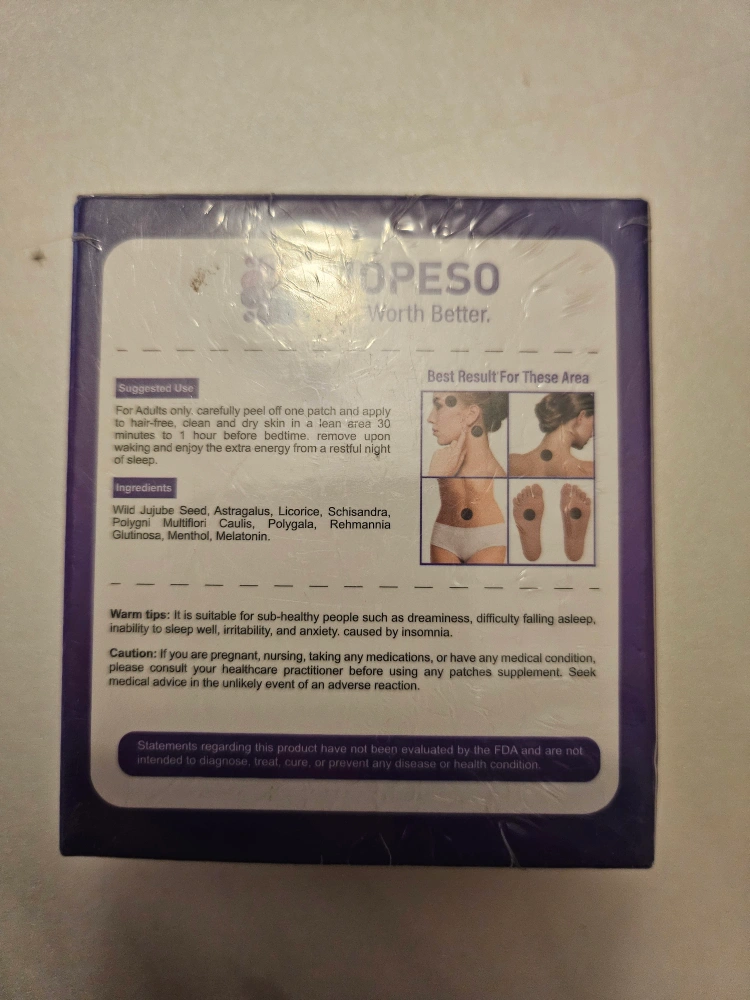 OPESO
Worth Better.
Suggested Use
For Adults only, carefully peel off one patch and apply
to hair-free, clean and dry skin in a lean area 30
minutes to 1 hour before bedtime, remove upon
waking and enjoy the extra energy from a restful night
of sleep.
Ingredients
Wild Jujube Seed, Astragalus, Licorice, Schisandra,
Polygni Multiflori Caulis, Polygala, Rehmannia
Glutinosa, Menthol, Melatonin.
Best Result For These Area
Warm tips: It is suitable for sub-healthy people such as dreaminess, difficulty falling asleep,
inability to sleep well, irritability, and anxiety. caused by insomnia.
Caution: If you are pregnant, nursing, taking any medications, or have any medical condition,
please consult your healthcare practitioner before using any patches supplement. Seek
medical advice in the unlikely event of an adverse reaction.
Statements regarding this product have not been evaluated by the FDA and are not
intended to diagnose, treat, cure, or prevent any disease or health condition.